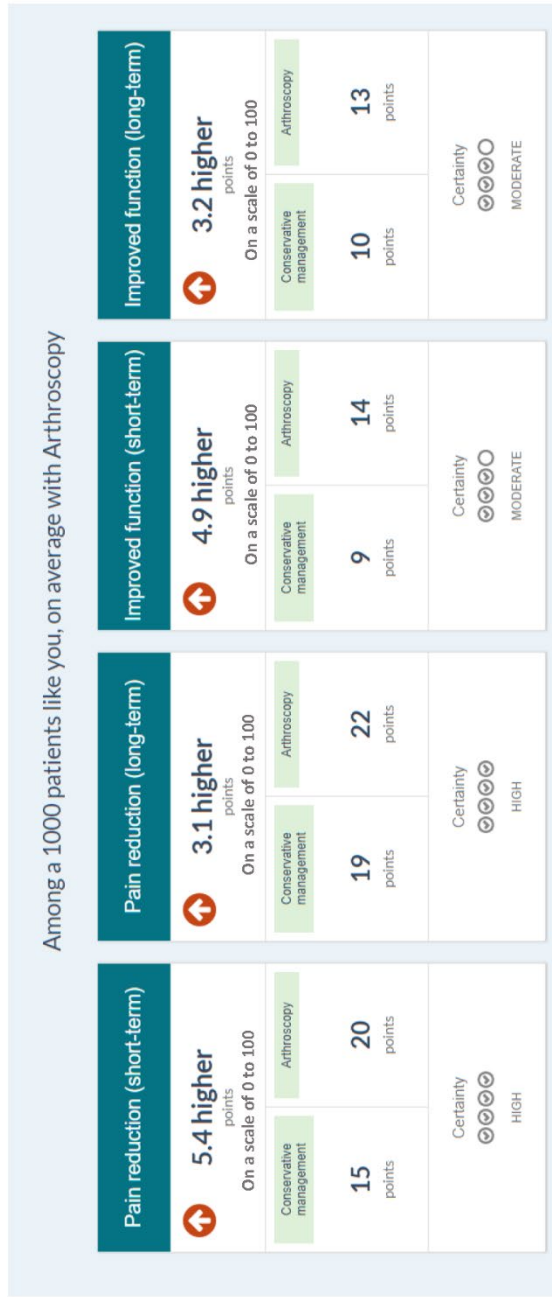 Among a 1000 patients like you, on average with Arthroscopy
Pain reduction (short-term)
5.4 higher
points
On a scale of 0 to 100
Conservative
management
Arthroscopy
15
points
20
points
Certainty
HIGH
Pain reduction (long-term)
3.1 higher
points
On a scale of 0 to 100
Conservative
management
Arthroscopy
19
points
22
points
Certainty
HIGH
Improved function (short-term)
4.9 higher
points
On a scale of 0 to 100
Conservative
management
Arthroscopy
9
points
14
points
Certainty
MODERATE
Improved function (long-term)
3.2 higher
points
On a scale of 0 to 100
Conservative
management
Arthroscopy
10
points
13
points
Certainty
MODERATE